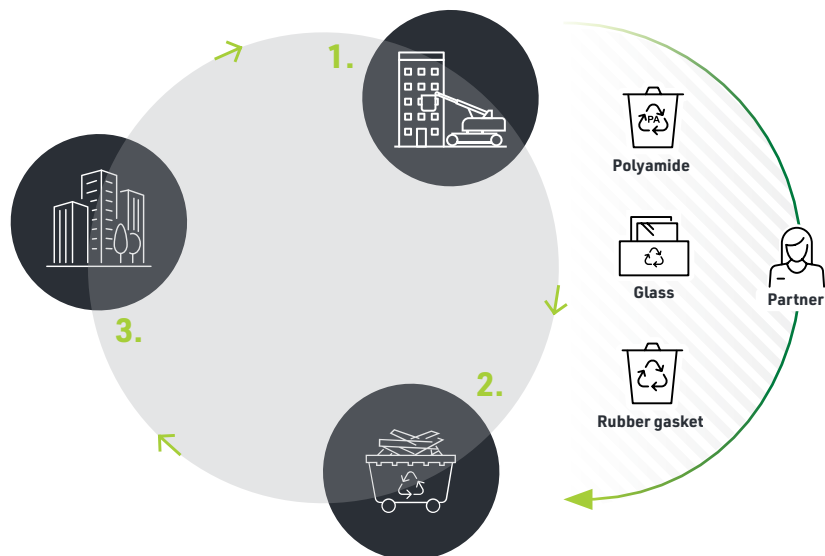 1.
PA
Polyamide
Glass
Partner
3.
2.
Rubber gasket